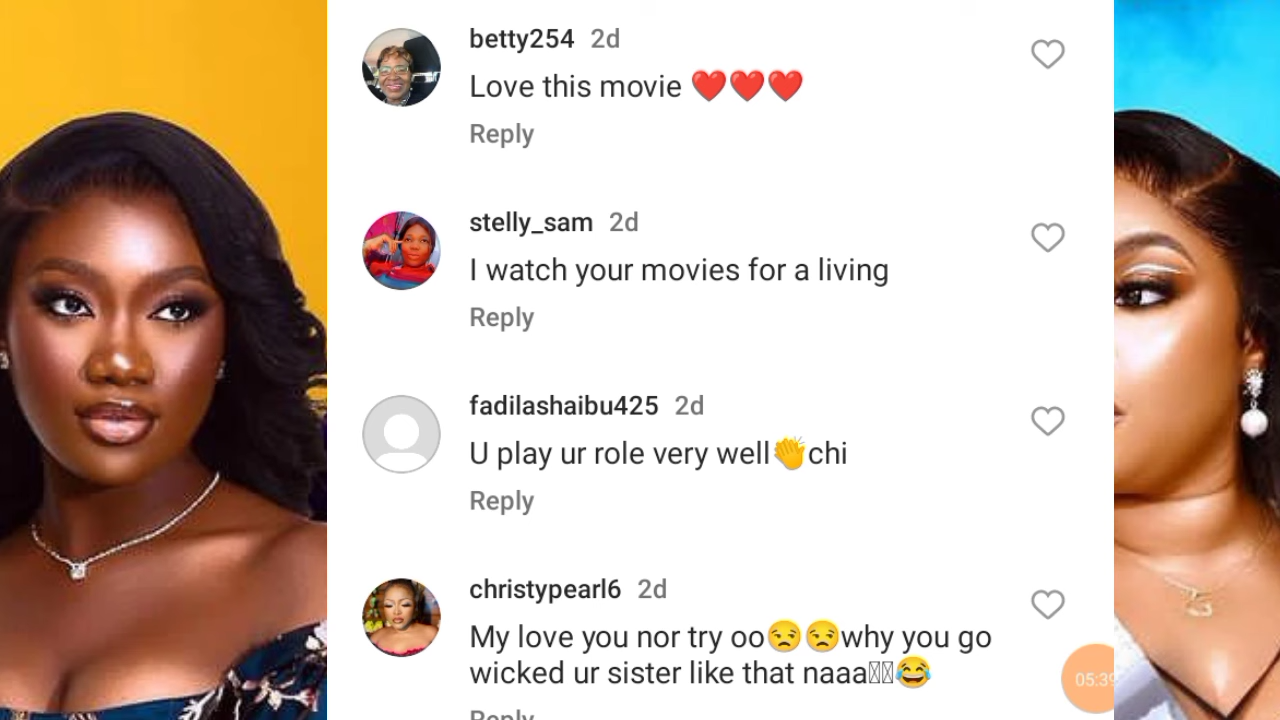 betty254 2d
Love this movie ❤️❤️❤️
Reply
stelly_sam 2d
I watch your movies for a living
Reply
fadilashaibu425 2d
U play ur role very well👏chi
Reply
christypearl6 2d
My love you nor try oo😒😒why you go
wicked ur sister like that naaa▯▯😂
05:39
Reply